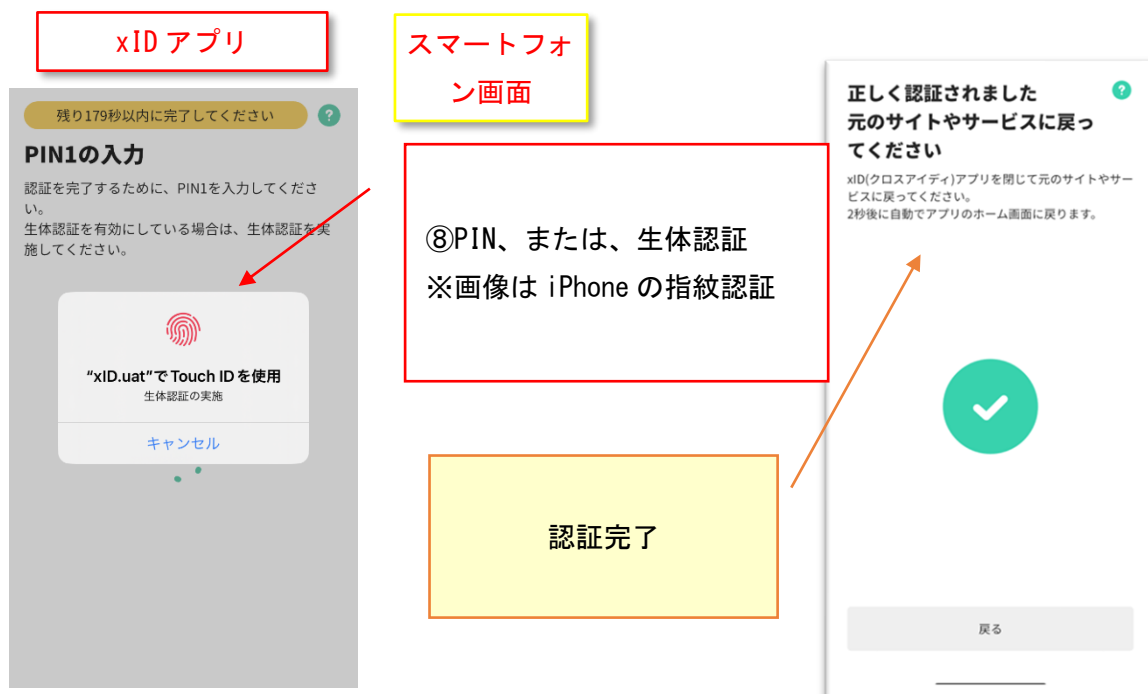 xID アプリ
スマートフォ
ン画面
残り179秒以内に完了してください
?
PIN1の入力
認証を完了するために、PIN1を入力してくださ
い。
生体認証を有効にしている場合は、生体認証を実
施してください。
“xID.uat”で Touch ID を使用
生体認証の実施
キャンセル
⑧PIN、または、生体認証
※画像は iPhone の指紋認証
認証完了
正しく認証されました
元のサイトやサービスに戻っ
てください
?
xID(クロスアイディ)アプリを閉じて元のサイトやサー
ビスに戻ってください。
2秒後に自動でアプリのホーム画面に戻ります。
戻る